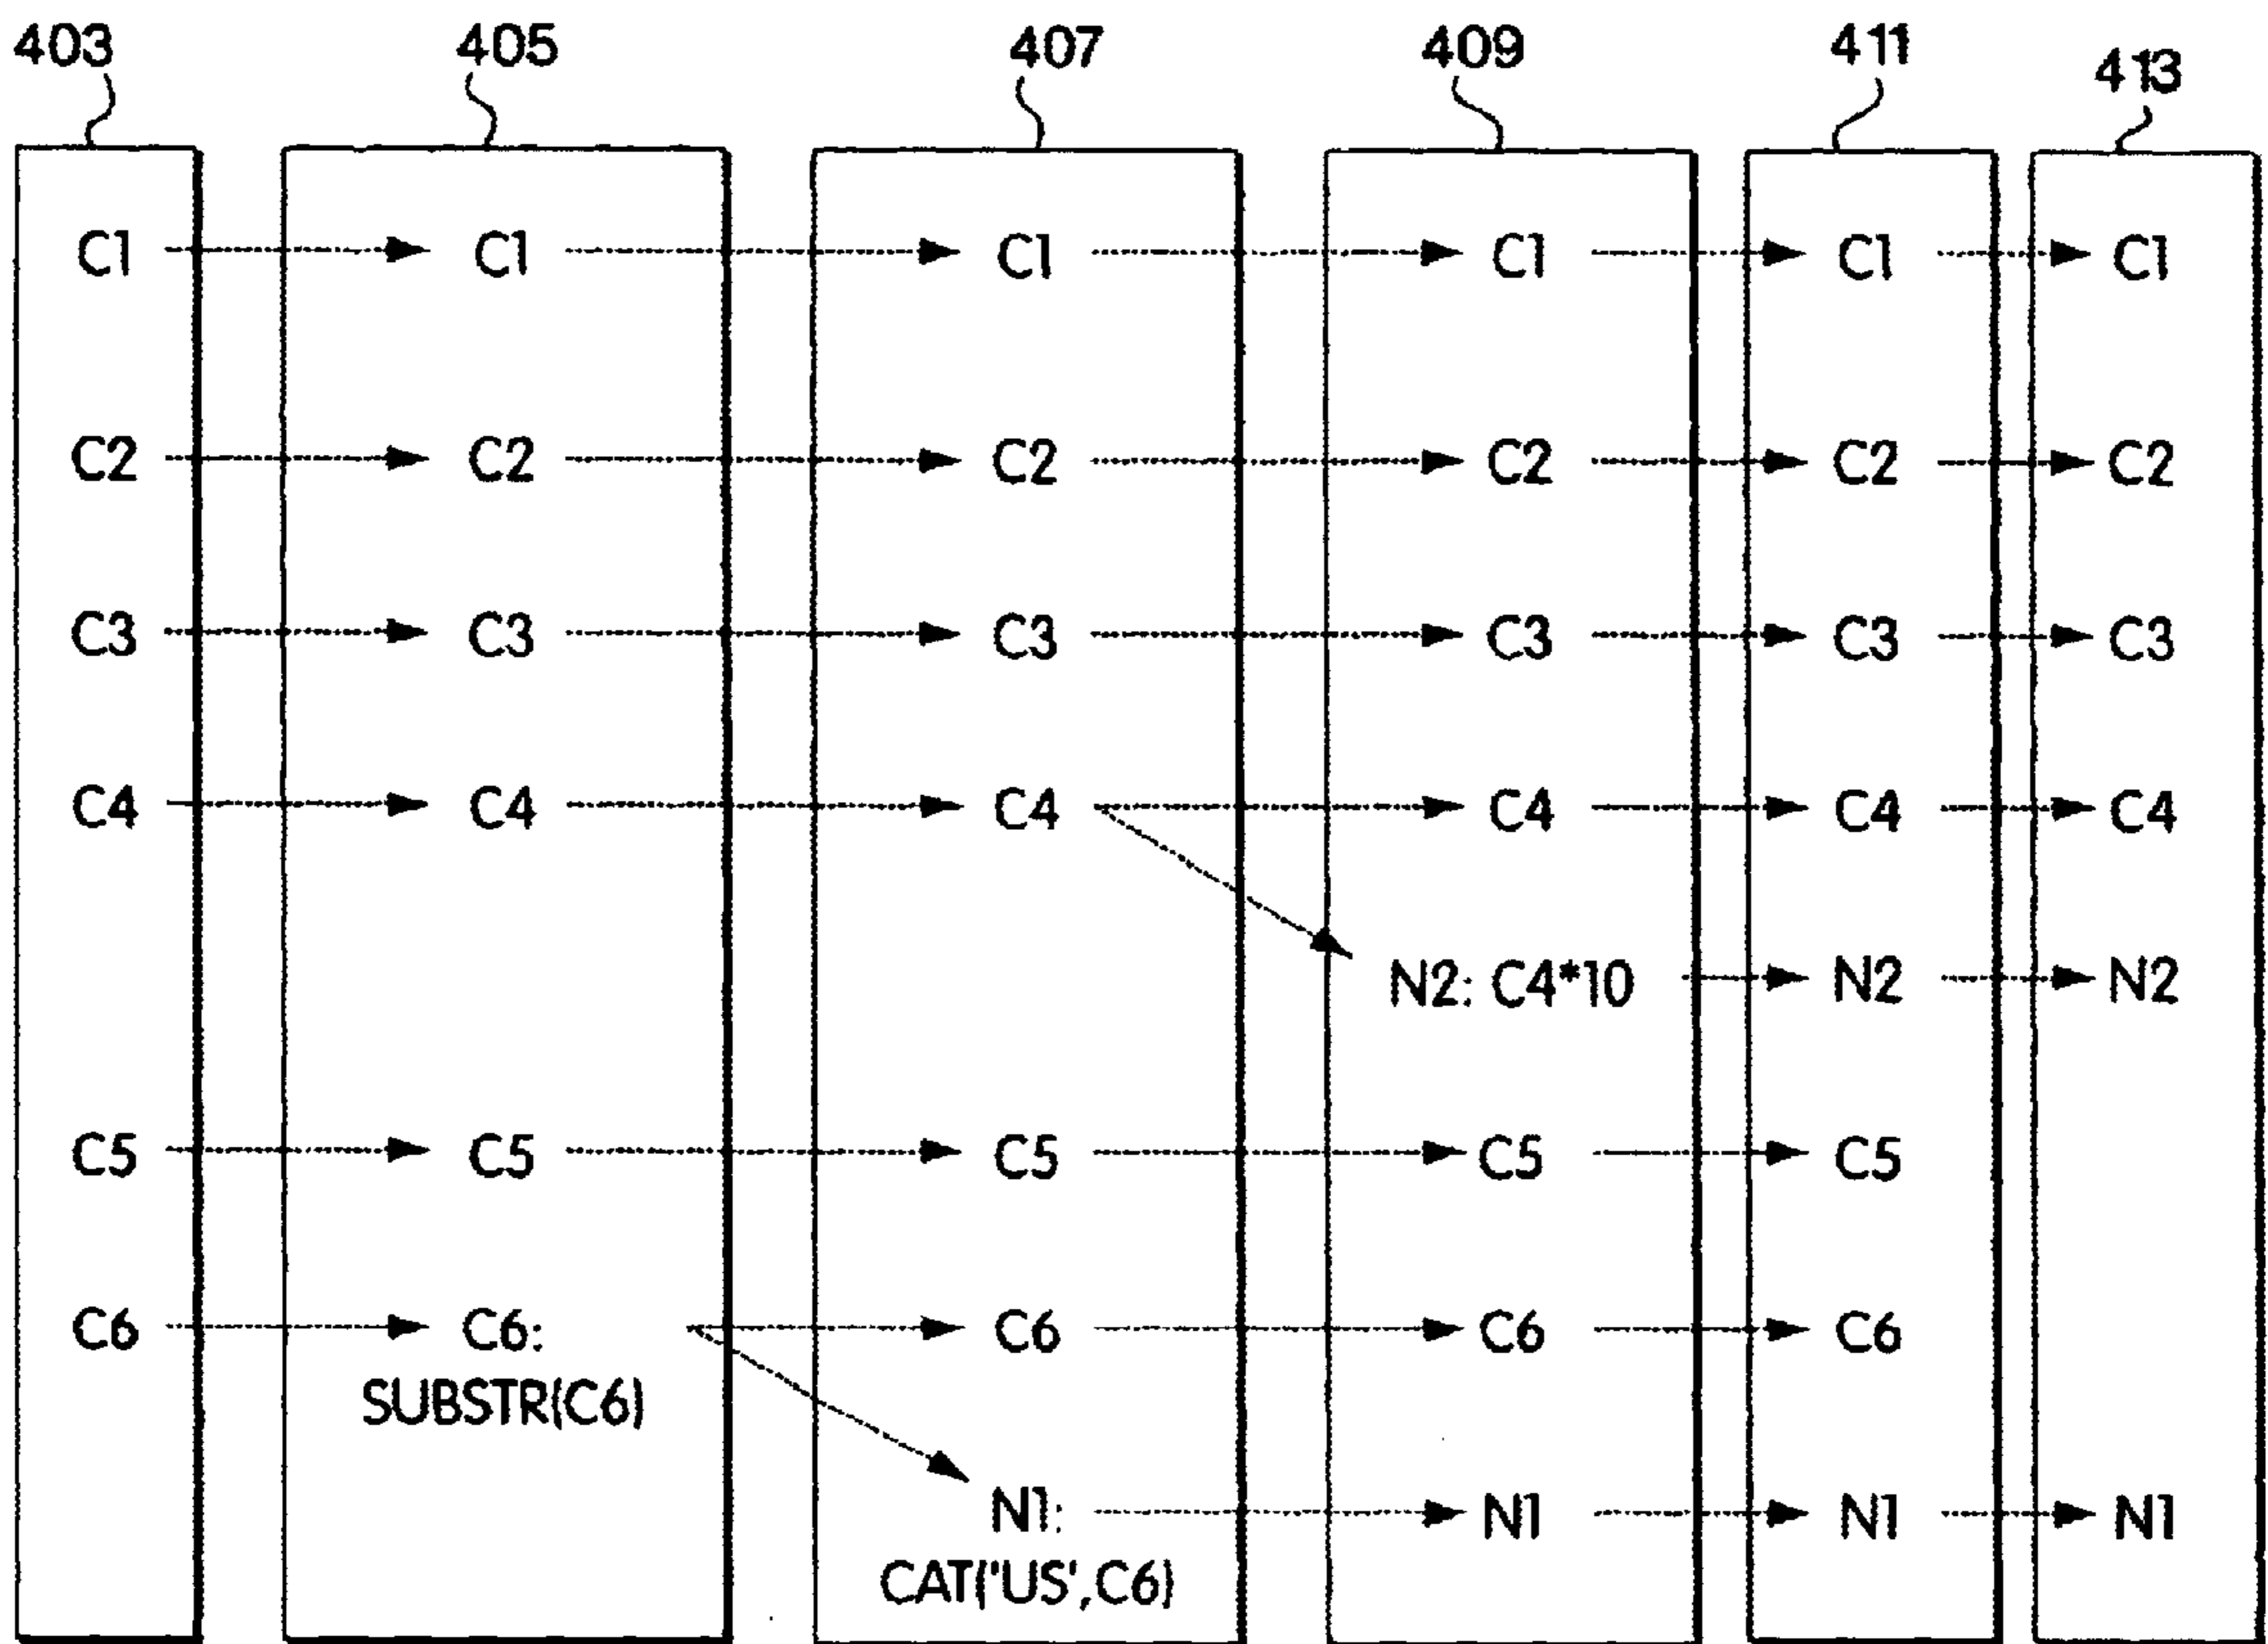 403 405 407 409 411 413
C1 C1 C1 C1 C1 C1
C2 C2 C2 C2 C2 C2
C3 C3 C3 C3 C3 C3
C4 C4 C4 C4 C4 C4
N2: C4*10 N2 N2
C5 C5 C5 C5 C5
C6 C6: C6 C6 C6
SUBSTR(C6)
N1: N1 N1 N1
CAT('US',C6)